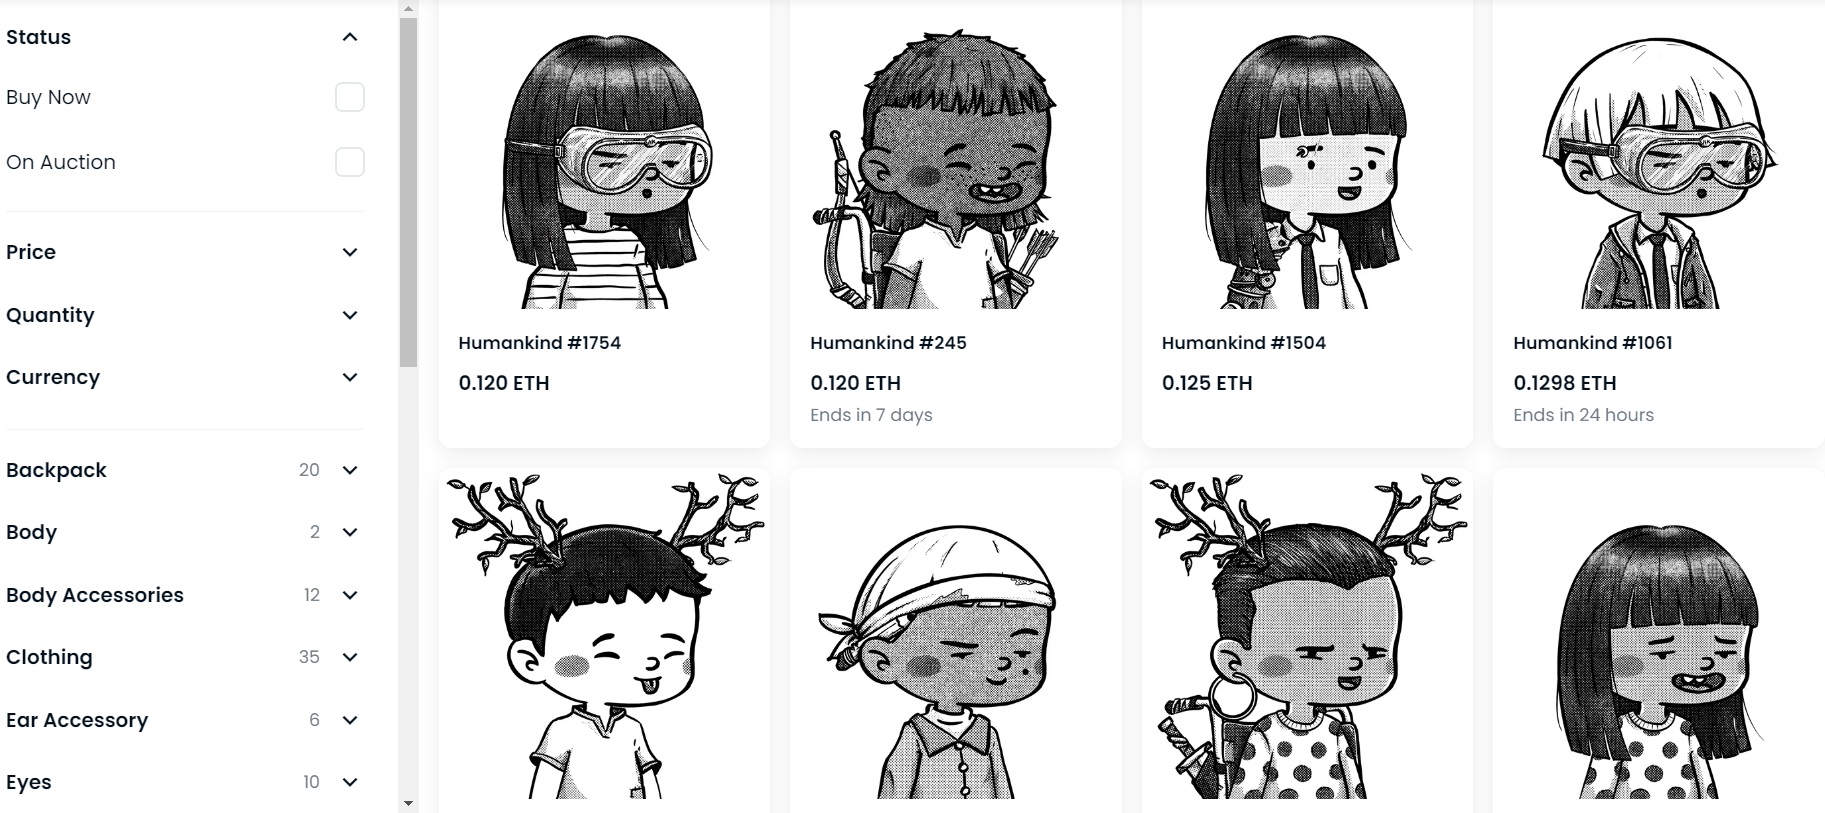 Status
Buy Now
On Auction
Price
Quantity
Currency
Backpack 20
Body 2
Body Accessories 12
Clothing 35
Ear Accessory 6
Eyes 10
Humankind #1754
0.120 ETH
Humankind #245
0.120 ETH
Ends in 7 days
Humankind #1504
0.125 ETH
Humankind #1061
0.1298 ETH
Ends in 24 hours